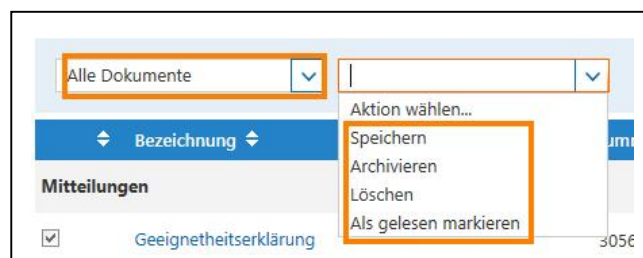 Alle Dokumente
Aktion wählen...
Bezeichnung
Speichern
Archivieren
Mitteilungen
Löschen
Als gelesen markieren
Geeignetheitserklärung
3056